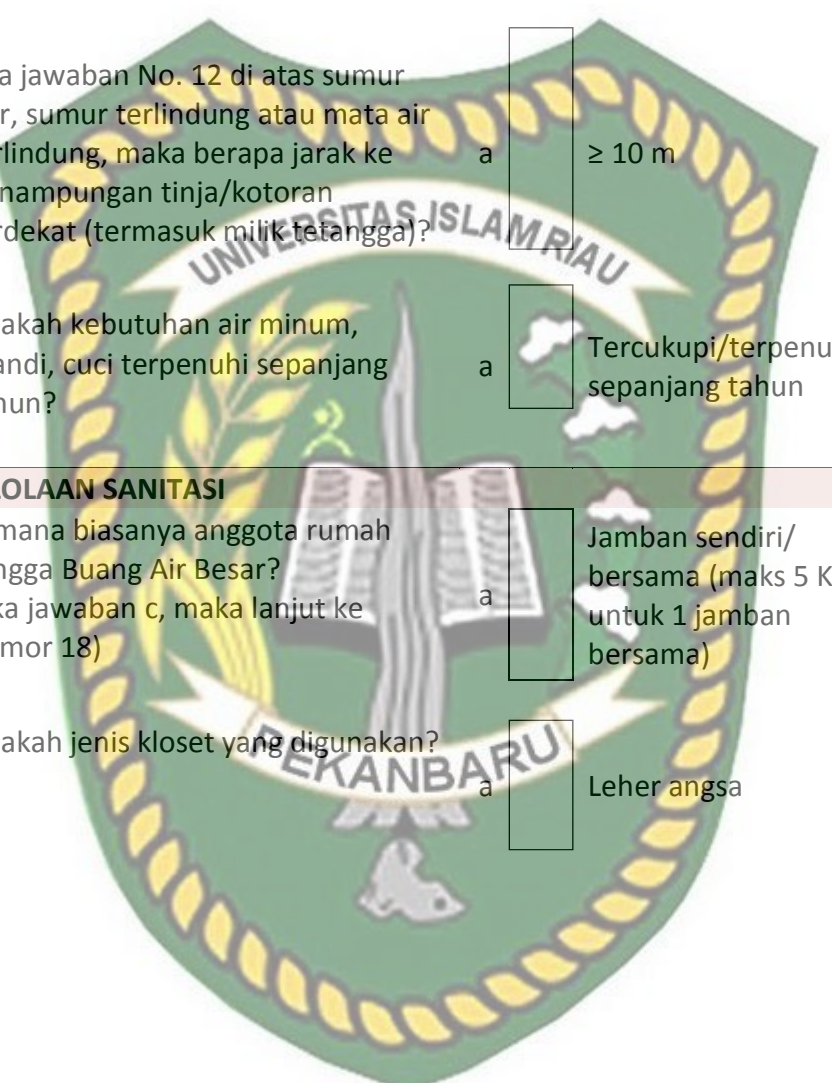 a jawaban No. 12 di atas sumur
r, sumur terlindung atau mata air
rlindung, maka berapa jarak ke
nampungan tinja/kotoran
rdekat (termasuk milik tetangga)?
a
≥ 10 m
UNIVERSITAS ISLAM RIAU
akah kebutuhan air minum,
andi, cuci terpenuhi sepanjang
hun?
a
Tercukupi/terpenu
sepanjang tahun
OLAAN SANITASI
mana biasanya anggota rumah
ngga Buang Air Besar?
ka jawaban c, maka lanjut ke
mor 18)
a
Jamban sendiri/
bersama (maks 5 K
untuk 1 jamban
bersama)
akah jenis kloset yang digunakan?
a
Leher angsa
PEKANBARU